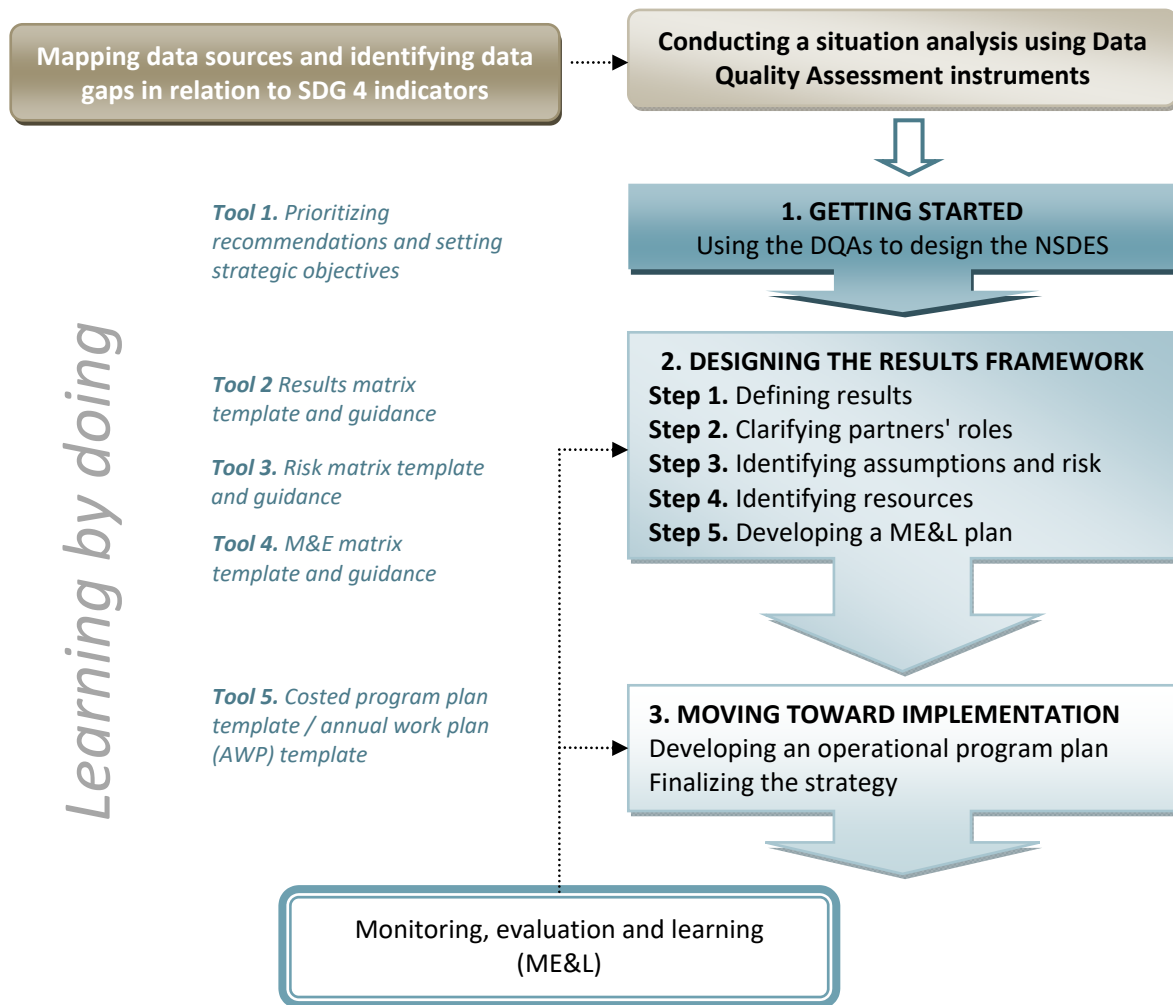 Mapping data sources and identifying data
gaps in relation to SDG 4 indicators
Conducting a situation analysis using Data
Quality Assessment instruments
Tool 1. Prioritizing
recommendations and setting
strategic objectives
1. GETTING STARTED
Using the DQAs to design the NSDES
Learning by doing
Tool 2 Results matrix
template and guidance
Tool 3. Risk matrix template
and guidance
Tool 4. M&E matrix
template and guidance
2. DESIGNING THE RESULTS FRAMEWORK
Step 1. Defining results
Step 2. Clarifying partners' roles
Step 3. Identifying assumptions and risk
Step 4. Identifying resources
Step 5. Developing a ME&L plan
Tool 5. Costed program plan
template / annual work plan
(AWP) template
3. MOVING TOWARD IMPLEMENTATION
Developing an operational program plan
Finalizing the strategy
Monitoring, evaluation and learning
(ME&L)